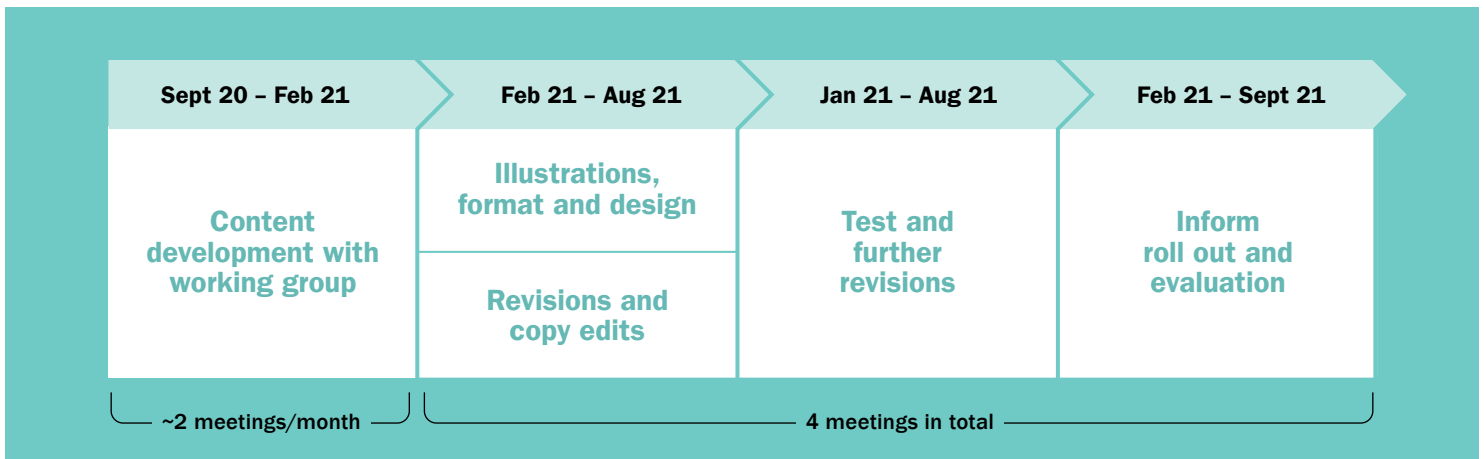 Sept 20 – Feb 21
Feb 21 – Aug 21
Jan 21 – Aug 21
Feb 21 – Sept 21
Content
development with
working group
Illustrations,
format and design
Revisions and
copy edits
Test and
further
revisions
Inform
roll out and
evaluation
~2 meetings/month
4 meetings in total